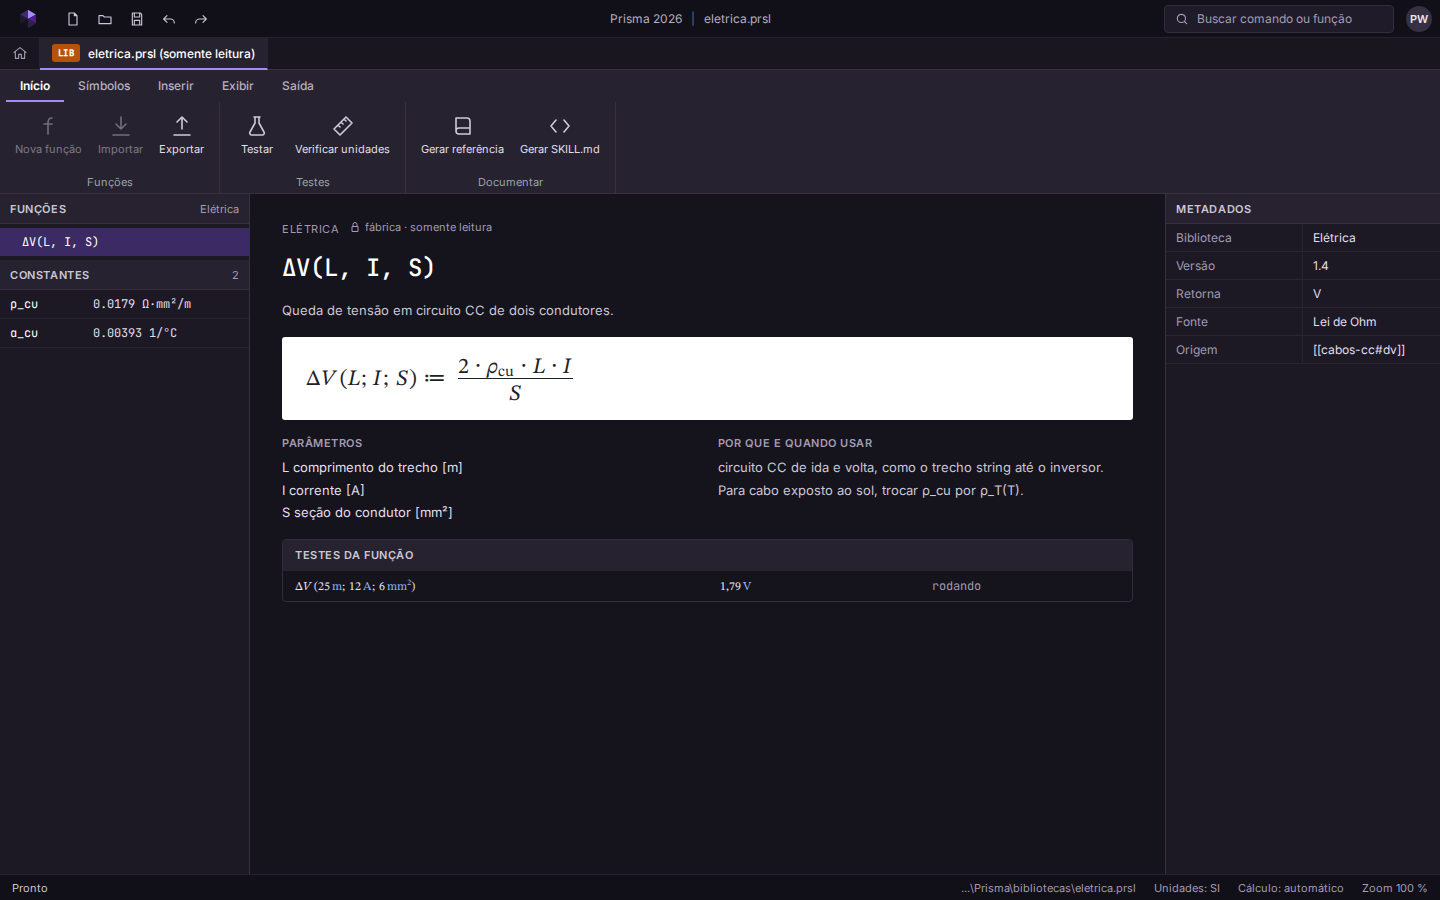 Prisma 2026 | eletrica.prsl
Buscar comando ou função
PW
LIB eletrica.prsl (somente leitura)
Início Símbolos Inserir Exibir Saída
Nova função Importar Exportar Testar Verificar unidades Gerar referência Gerar SKILL.md
Funções Testes Documentar
FUNÇÕES Elétrica
ΔV(L, I, S)
CONSTANTES 2
ρ_cu 0.0179 Ω·mm²/m
α_cu 0.00393 1/°C
ELÉTRICA fábrica · somente leitura
ΔV(L, I, S)
Queda de tensão em circuito CC de dois condutores.
ΔV(L; I; S) ≔ 2 · ρcu · L · I
S
PARÂMETROS
L comprimento do trecho [m]
I corrente [A]
S seção do condutor [mm²]
POR QUE E QUANDO USAR
circuito CC de ida e volta, como o trecho string até o inversor.
Para cabo exposto ao sol, trocar ρ_cu por ρ_T(T).
TESTES DA FUNÇÃO
ΔV(25 m; 12 A; 6 mm²) 1,79 V rodando
METADADOS
Biblioteca Elétrica
Versão 1.4
Retorna V
Fonte Lei de Ohm
Origem [[cabos-cc#dv]]
Pronto
...\Prisma\bibliotecas\eletrica.prsl Unidades: SI Cálculo: automático Zoom 100 %